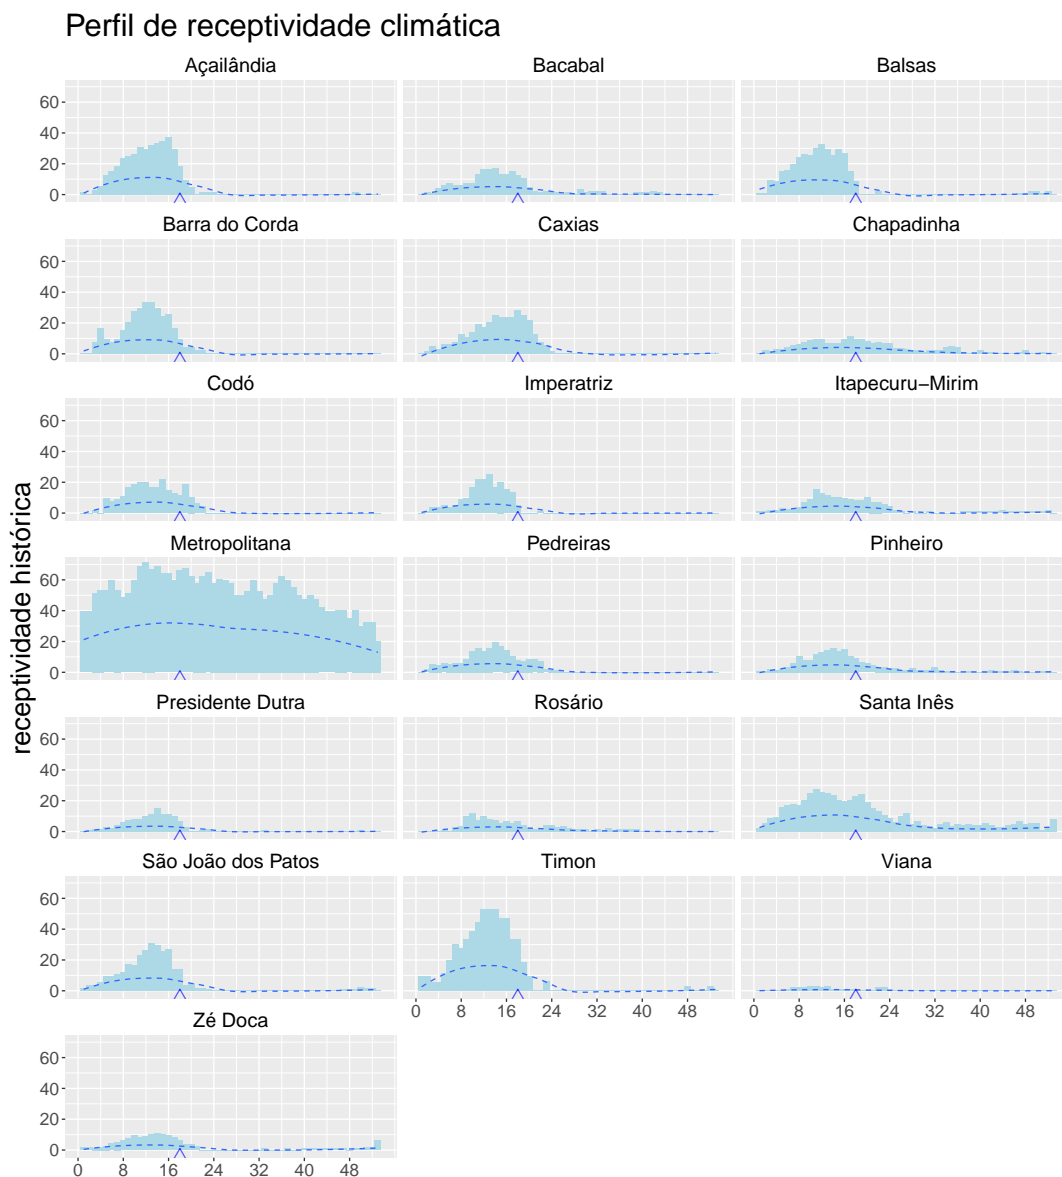 Perfil de receptividade climática
Açailândia Bacabal Balsas
60
40
20
0
Barra do Corda Caxias Chapadinha
60
40
20
0
Codó Imperatriz Itapecuru−Mirim
60
40
20
0
receptividade histórica
Metropolitana Pedreiras Pinheiro
60
40
20
0
Presidente Dutra Rosário Santa Inês
60
40
20
0
São João dos Patos Timon Viana
60
40
20
0
0 8 16 24 32 40 48 0 8 16 24 32 40 48
Zé Doca
60
40
20
0
0 8 16 24 32 40 48